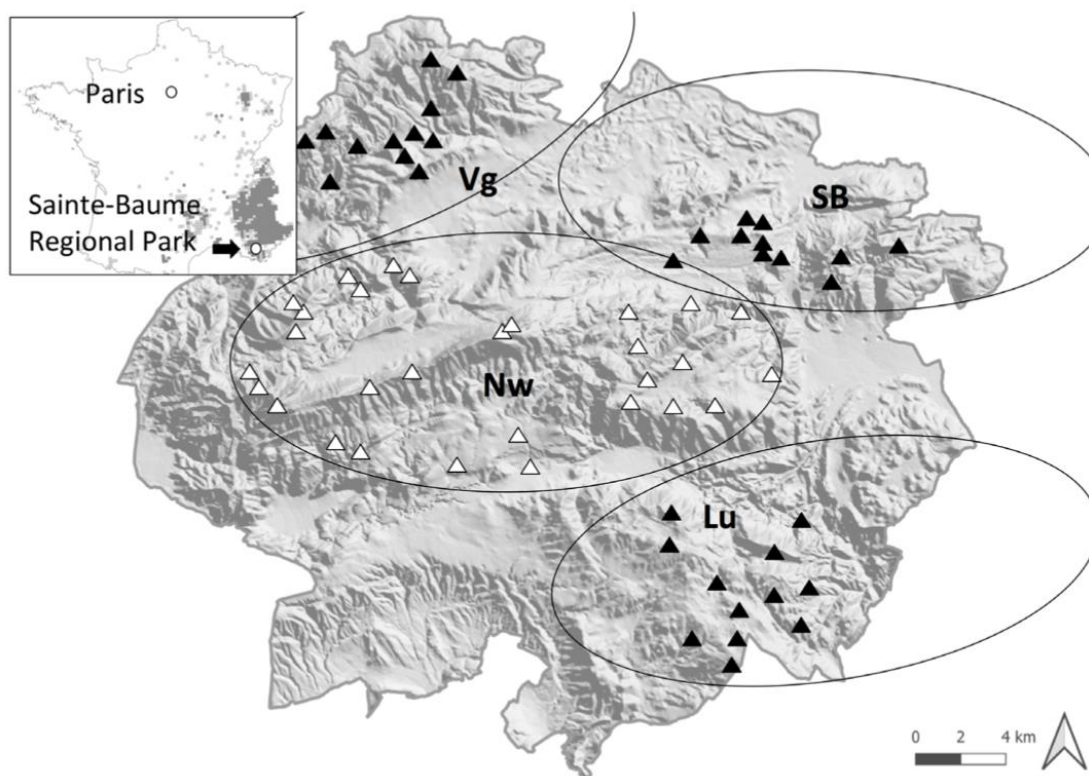 Paris
Sainte-Baume
Regional Park
Vg
SB
Nw
Lu
0 2 4 km